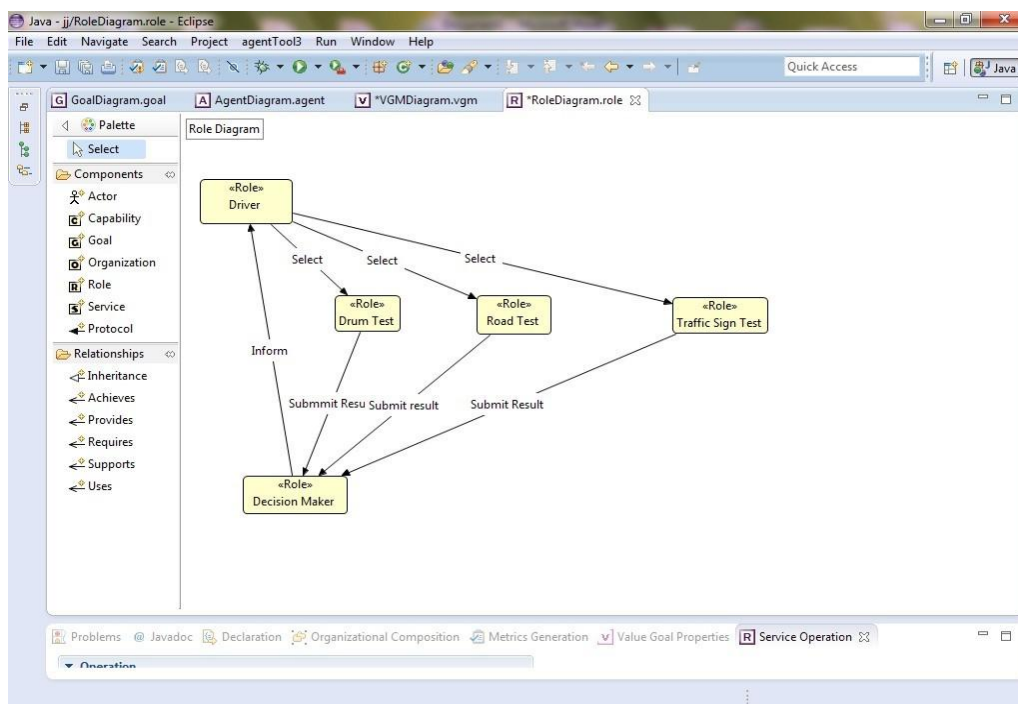 Java - jj/RoleDiagram.role - Eclipse
File Edit Navigate Search Project agentTool3 Run Window Help
Quick Access
Java
G GoalDiagram.goal
A AgentDiagram.agent
V *VGMDiagram.vgm
R *RoleDiagram.role
Palette
Select
Components
Actor
C Capability
G Goal
O Organization
R Role
S Service
Protocol
Relationships
Inheritance
Achieves
Provides
Requires
Supports
Uses
Role Diagram
«Role»
Driver
Select
Select
Select
«Role»
Drum Test
«Role»
Road Test
«Role»
Traffic Sign Test
Inform
Submmit Resu
Submit result
Submit Result
«Role»
Decision Maker
Problems @ Javadoc Declaration Organizational Composition Metrics Generation V Value Goal Properties R Service Operation
Operation